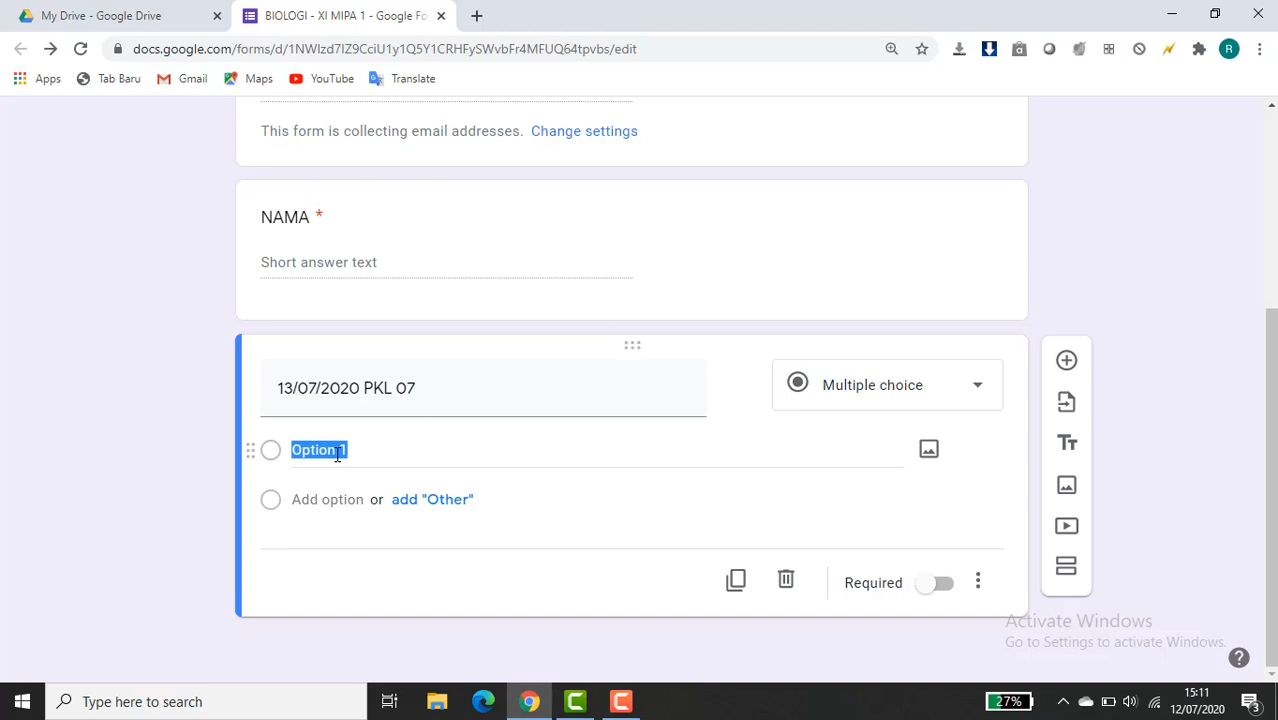 My Drive - Google Drive
BIOLOGI - XI MIPA 1 - Google Fo
docs.google.com/forms/d/1NWIzd7IZ9CciU1y1Q5Y1CRHFySWvbFr4MFUQ64tpvbs/edit
R
Apps
Tab Baru
Gmail
Maps
YouTube
Translate
This form is collecting email addresses. Change settings
NAMA *
Short answer text
13/07/2020 PKL 07
Multiple choice
Option 1
Add option or add "Other"
Required
Activate Windows
Go to Settings to activate Windows.
Type here to search
27%
15:11
12/07/2020
3